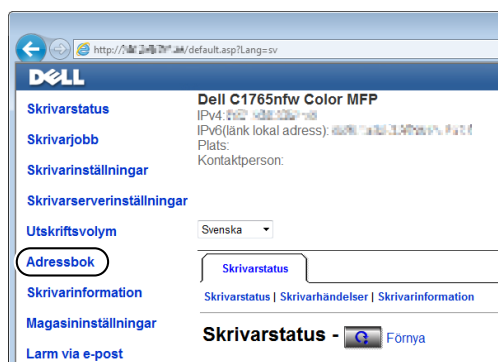 http:// /default.asp?Lang=sv
DELL
Skrivarstatus
Skrivarjobb
Skrivarinställningar
Skrivarserverinställningar
Utskriftsvolym
Adressbok
Skrivarinformation
Magasininställningar
Larm via e-post
Dell C1765nfw Color MFP
IPv4:
IPv6(länk lokal adress):
Plats:
Kontaktperson:
Svenska
Skrivarstatus
Skrivarstatus | Skrivarhändelser | Skrivarinformation
Skrivarstatus - Förnya